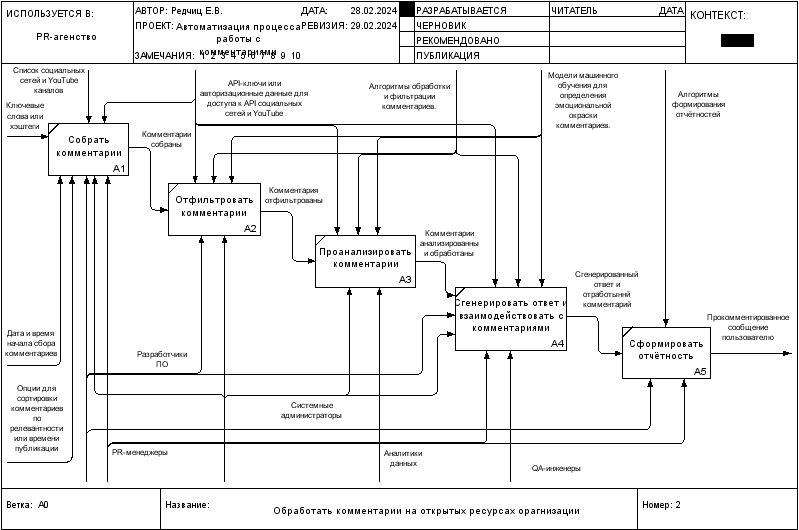 ИСПОЛЬЗУЕТСЯ В:
PR-агенство
АВТОР: Редчиц Е.В.
ДАТА: 28.02.2024
ПРОЕКТ: Автоматизация процесса
работы с
комментариями
РЕВИЗИЯ: 29.02.2024
ЗАМЕЧАНИЯ: 1 2 3 4 5 6 7 8 9 10
РАЗРАБАТЫВАЕТСЯ
ЧЕРНОВИК
РЕКОМЕНДОВАНО
ПУБЛИКАЦИЯ
ЧИТАТЕЛЬ
ДАТА
КОНТЕКСТ:
Список социальных
сетей и YouTube
каналов
Ключевые
слова или
хэштеги
API-ключи или
авторизационные данные для
доступа к API социальных
сетей и YouTube
Алгоритмы обработки
и фильтрации
комментариев.
Модели машинного
обучения для
определения
эмоциональной
окраски
комментариев.
Алгоритмы
формирования
отчётностей
Собрать
комментарии
A1
Комментарии
собраны
Отфильтровать
комментарии
A2
Комментария
отфильтрованы
Проанализировать
комментарии
A3
Комментарии
анализированны
и обработаны
Сгенерировать ответ и
взаимодействовать с
комментариями
A4
Сгенерированный
ответ и
отработыннй
комментарий
Сформировать
отчётность
A5
Прокомментированное
сообщение
пользователю
Дата и время
начала сбора
комментариев
Опции для
сортировки
комментариев
по
релевантности
или времени
публикации
Разработчики
ПО
Системные
администраторы
PR-менеджеры
Аналитики
данных
QA-инженеры
Ветка: A0
Название:
Обработать комментарии на открытых ресурсах орагнизации
Номер: 2